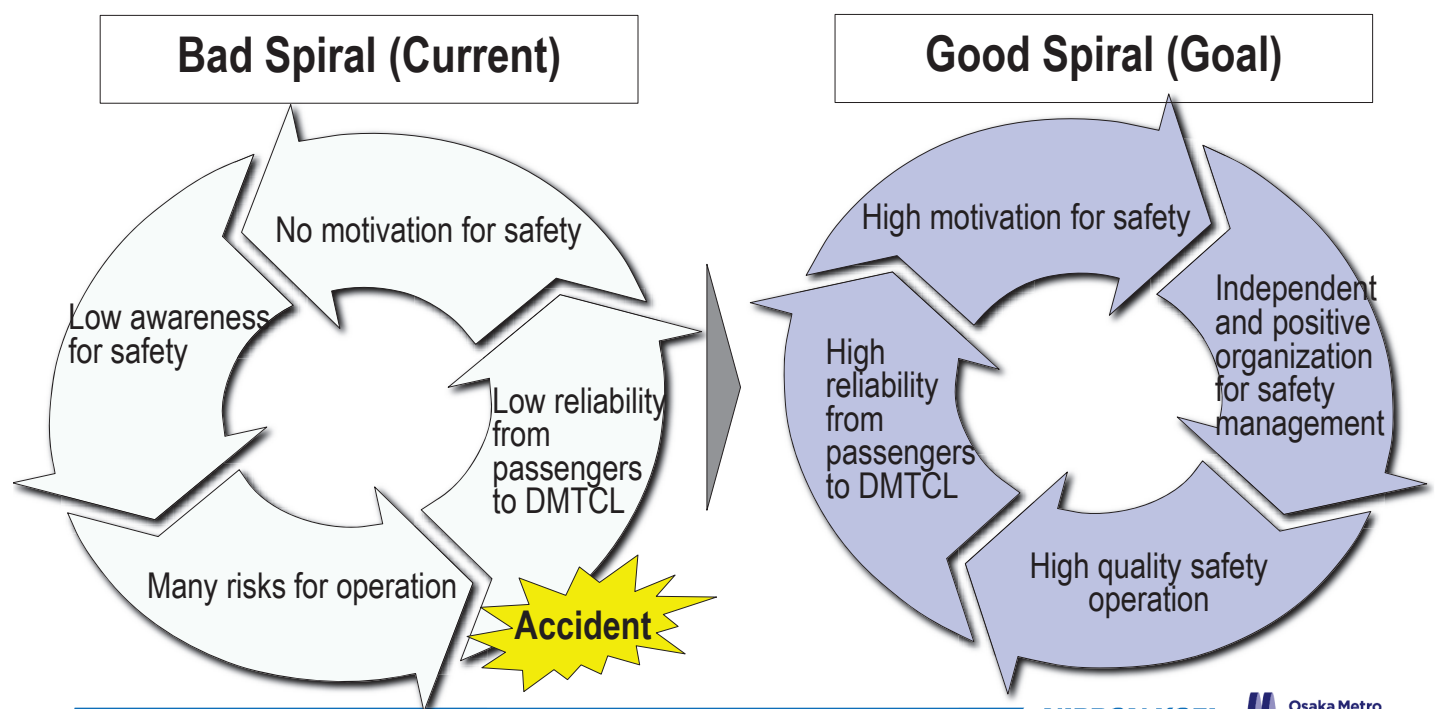 Bad Spiral (Current)
Good Spiral (Goal)
No motivation for safety
Low awareness
for safety
Low reliability
from
passengers
to DMTCL
Many risks for operation
Accident
High motivation for safety
Independent
and positive
organization
for safety
management
High
reliability
from
passengers
to DMTCL
High quality safety
operation
Osaka Metro